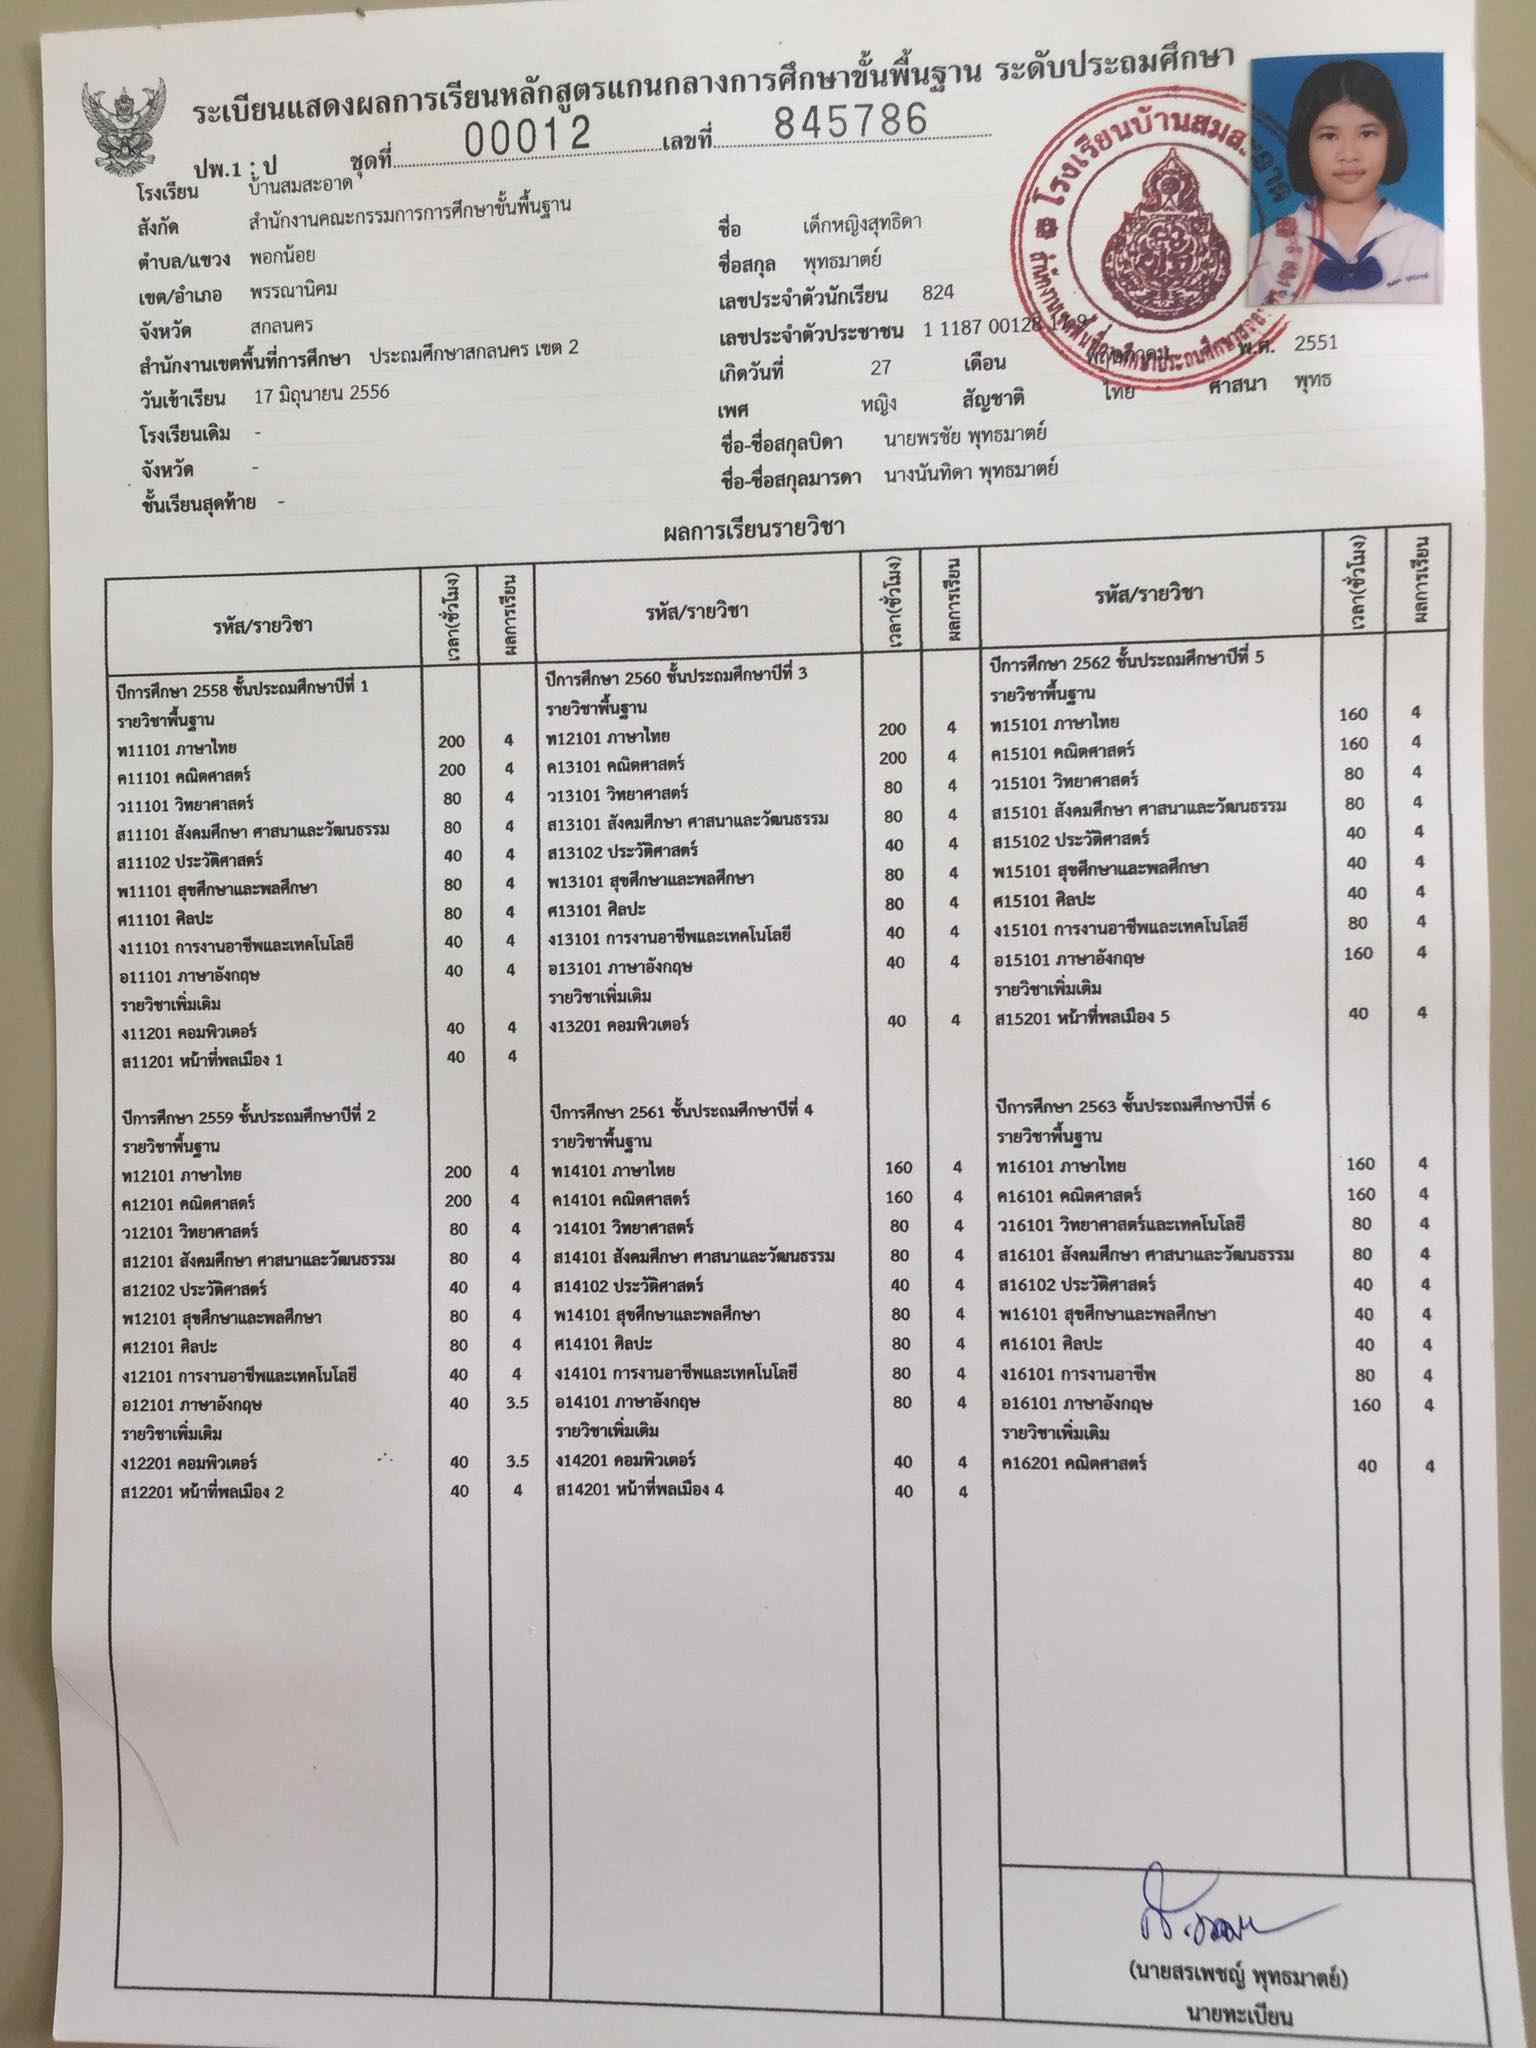 ระเบียนแสดงผลการเรียนหลักสูตรแกนกลางการศึกษาขั้นพื้นฐาน ระดับประถมศึกษา
ปพ.1 : ป ชุดที่ 00012 เลขที่ 845786
โรงเรียน บ้านสมสะอาด
สังกัด สำนักงานคณะกรรมการการศึกษาขั้นพื้นฐาน
ตำบล/แขวง พอกน้อย
เขต/อำเภอ พรรณานิคม
จังหวัด สกลนคร
สำนักงานเขตพื้นที่การศึกษา ประถมศึกษาสกลนคร เขต 2
วันเข้าเรียน 17 มิถุนายน 2556
โรงเรียนเดิม -
จังหวัด -
ชั้นเรียนสุดท้าย -
ชื่อ เด็กหญิงสุทธิดา
ชื่อสกุล พุทธมาตย์
เลขประจำตัวนักเรียน 824
เลขประจำตัวประชาชน 1 1187 00128
เกิดวันที่ 27 เดือน พฤษภาคม พ.ศ. 2551
เพศ หญิง สัญชาติ ไทย ศาสนา พุทธ
ชื่อ-ชื่อสกุลบิดา นายพรชัย พุทธมาตย์
ชื่อ-ชื่อสกุลมารดา นางนันทิดา พุทธมาตย์
ผลการเรียนรายวิชา
รหัส/รายวิชา เวลา(ชั่วโมง) ผลการเรียน
ปีการศึกษา 2558 ชั้นประถมศึกษาปีที่ 1
รายวิชาพื้นฐาน
ท11101 ภาษาไทย 200 4
ค11101 คณิตศาสตร์ 200 4
ว11101 วิทยาศาสตร์ 80 4
ส11101 สังคมศึกษา ศาสนาและวัฒนธรรม 80 4
ส11102 ประวัติศาสตร์ 40 4
พ11101 สุขศึกษาและพลศึกษา 80 4
ศ11101 ศิลปะ 80 4
ง11101 การงานอาชีพและเทคโนโลยี 40 4
อ11101 ภาษาอังกฤษ 40 4
รายวิชาเพิ่มเติม
ง11201 คอมพิวเตอร์ 40 4
ส11201 หน้าที่พลเมือง 1 40 4
ปีการศึกษา 2559 ชั้นประถมศึกษาปีที่ 2
รายวิชาพื้นฐาน
ท12101 ภาษาไทย 200 4
ค12101 คณิตศาสตร์ 200 4
ว12101 วิทยาศาสตร์ 80 4
ส12101 สังคมศึกษา ศาสนาและวัฒนธรรม 80 4
ส12102 ประวัติศาสตร์ 40 4
พ12101 สุขศึกษาและพลศึกษา 80 4
ศ12101 ศิลปะ 80 4
ง12101 การงานอาชีพและเทคโนโลยี 40 4
อ12101 ภาษาอังกฤษ 40 3.5
รายวิชาเพิ่มเติม
ง12201 คอมพิวเตอร์ 40 3.5
ส12201 หน้าที่พลเมือง 2 40 4
รหัส/รายวิชา เวลา(ชั่วโมง) ผลการเรียน
ปีการศึกษา 2560 ชั้นประถมศึกษาปีที่ 3
รายวิชาพื้นฐาน
ท12101 ภาษาไทย 200 4
ค13101 คณิตศาสตร์ 200 4
ว13101 วิทยาศาสตร์ 80 4
ส13101 สังคมศึกษา ศาสนาและวัฒนธรรม 80 4
ส13102 ประวัติศาสตร์ 40 4
พ13101 สุขศึกษาและพลศึกษา 80 4
ศ13101 ศิลปะ 80 4
ง13101 การงานอาชีพและเทคโนโลยี 40 4
อ13101 ภาษาอังกฤษ 40 4
รายวิชาเพิ่มเติม
ง13201 คอมพิวเตอร์ 40 4
ปีการศึกษา 2561 ชั้นประถมศึกษาปีที่ 4
รายวิชาพื้นฐาน
ท14101 ภาษาไทย 160 4
ค14101 คณิตศาสตร์ 160 4
ว14101 วิทยาศาสตร์ 80 4
ส14101 สังคมศึกษา ศาสนาและวัฒนธรรม 80 4
ส14102 ประวัติศาสตร์ 40 4
พ14101 สุขศึกษาและพลศึกษา 80 4
ศ14101 ศิลปะ 80 4
ง14101 การงานอาชีพและเทคโนโลยี 80 4
อ14101 ภาษาอังกฤษ 80 4
รายวิชาเพิ่มเติม
ง14201 คอมพิวเตอร์ 40 4
ส14201 หน้าที่พลเมือง 4 40 4
รหัส/รายวิชา เวลา(ชั่วโมง) ผลการเรียน
ปีการศึกษา 2562 ชั้นประถมศึกษาปีที่ 5
รายวิชาพื้นฐาน
ท15101 ภาษาไทย 160 4
ค15101 คณิตศาสตร์ 160 4
ว15101 วิทยาศาสตร์ 80 4
ส15101 สังคมศึกษา ศาสนาและวัฒนธรรม 80 4
ส15102 ประวัติศาสตร์ 40 4
พ15101 สุขศึกษาและพลศึกษา 40 4
ศ15101 ศิลปะ 40 4
ง15101 การงานอาชีพและเทคโนโลยี 80 4
อ15101 ภาษาอังกฤษ 160 4
รายวิชาเพิ่มเติม
ส15201 หน้าที่พลเมือง 5 40 4
ปีการศึกษา 2563 ชั้นประถมศึกษาปีที่ 6
รายวิชาพื้นฐาน
ท16101 ภาษาไทย 160 4
ค16101 คณิตศาสตร์ 160 4
ว16101 วิทยาศาสตร์และเทคโนโลยี 80 4
ส16101 สังคมศึกษา ศาสนาและวัฒนธรรม 80 4
ส16102 ประวัติศาสตร์ 40 4
พ16101 สุขศึกษาและพลศึกษา 40 4
ศ16101 ศิลปะ 40 4
ง16101 การงานอาชีพ 80 4
อ16101 ภาษาอังกฤษ 160 4
รายวิชาเพิ่มเติม
ค16201 คณิตศาสตร์ 40 4
(นายสรเพชญ์ พุทธมาตย์)
นายทะเบียน